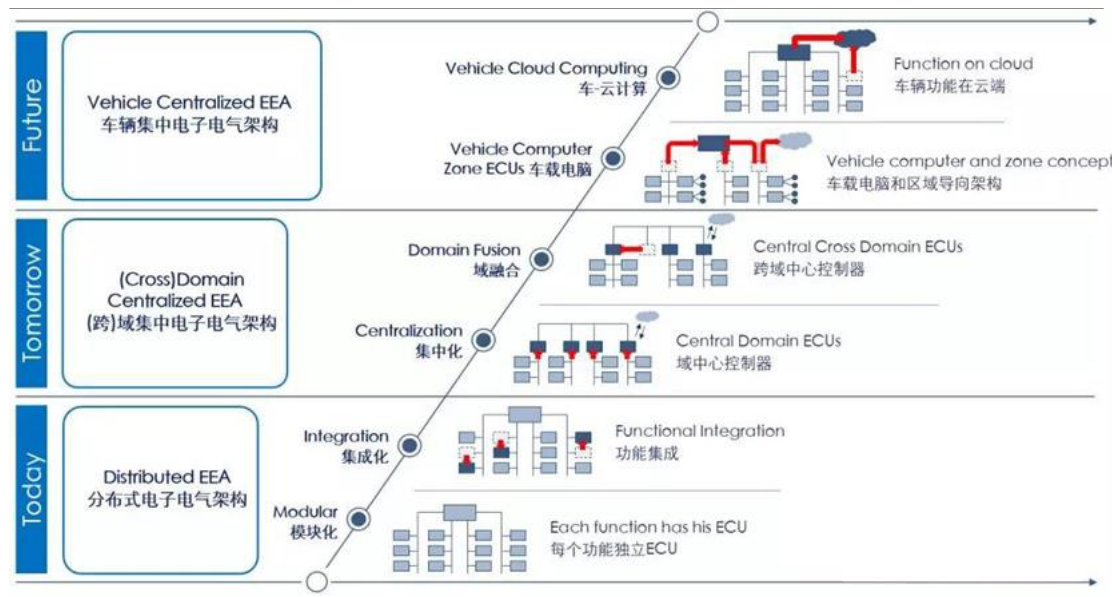 Future
Vehicle Centralized EEA
车辆集中电子电气架构
Vehicle Cloud Computing
车-云计算
Function on cloud
车辆功能在云端
Vehicle Computer
Zone ECUs 车载电脑
Vehicle computer and zone concept
车载电脑和区域导向架构
Tomorrow
(Cross)Domain
Centralized EEA
(跨)域集中电子电气架构
Domain Fusion
域融合
Central Cross Domain ECUs
跨域中心控制器
Centralization
集中化
Central Domain ECUs
域中心控制器
Today
Distributed EEA
分布式电子电气架构
Integration
集成化
Functional Integration
功能集成
Modular
模块化
Each function has his ECU
每个功能独立ECU